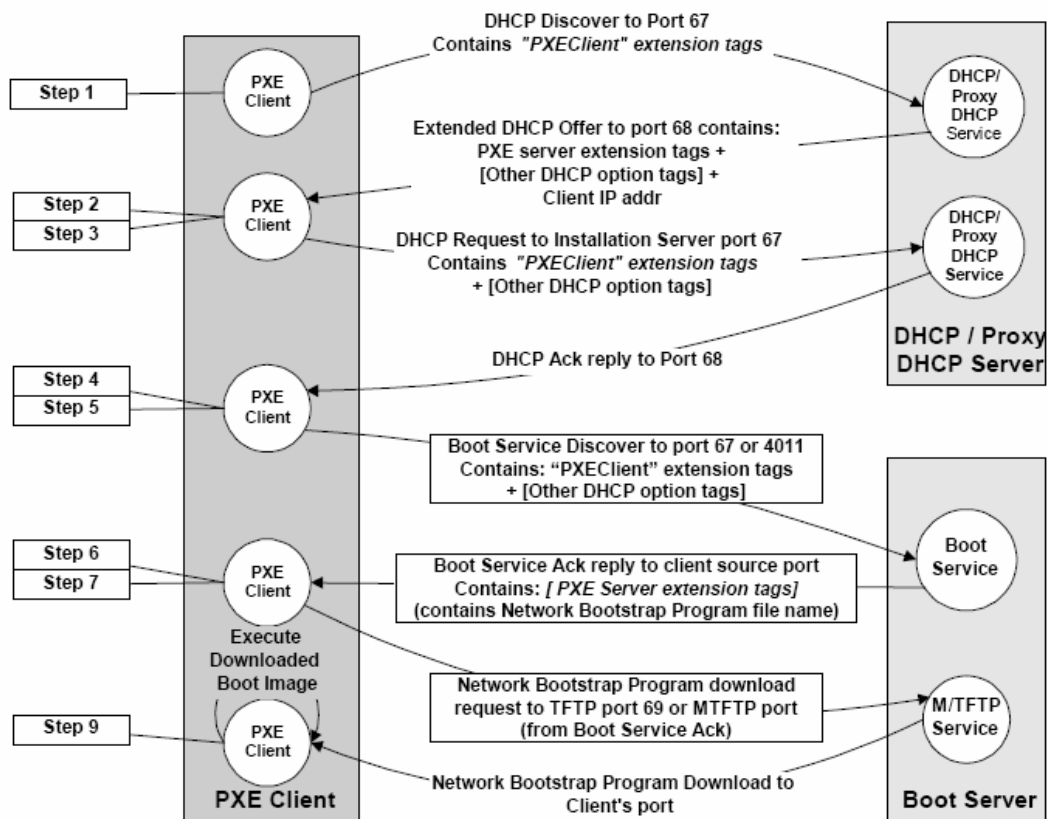 DHCP Discover to Port 67
Contains "PXEClient" extension tags
Step 1
PXE
Client
DHCP/
Proxy
DHCP
Service
Extended DHCP Offer to port 68 contains:
PXE server extension tags +
[Other DHCP option tags] +
Client IP addr
Step 2
Step 3
PXE
Client
DHCP/
Proxy
DHCP
Service
DHCP Request to Installation Server port 67
Contains "PXEClient" extension tags
+ [Other DHCP option tags]
DHCP / Proxy
DHCP Server
DHCP Ack reply to Port 68
Step 4
Step 5
PXE
Client
Boot Service Discover to port 67 or 4011
Contains: “PXEClient” extension tags
+ [Other DHCP option tags]
Step 6
Step 7
PXE
Client
Boot
Service
Boot Service Ack reply to client source port
Contains: [ PXE Server extension tags]
(contains Network Bootstrap Program file name)
Execute
Downloaded
Boot Image
Network Bootstrap Program download
request to TFTP port 69 or MTFTP port
(from Boot Service Ack)
M/TFTP
Service
Step 9
PXE
Client
Network Bootstrap Program Download to
Client's port
PXE Client
Boot Server